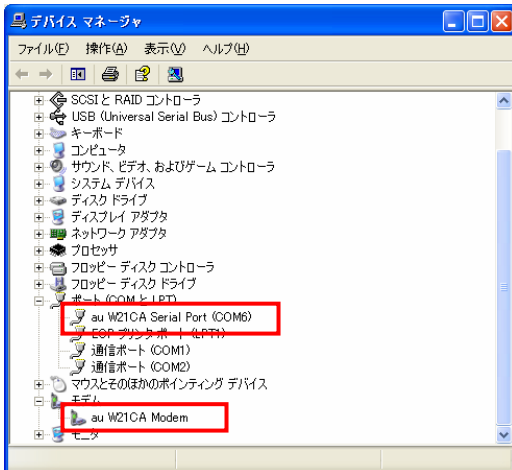 デバイス マネージャ
ファイル(F) 操作(A) 表示(V) ヘルプ(H)
SCSI と RAID コントローラ
USB (Universal Serial Bus) コントローラ
キーボード
コンピュータ
サウンド、ビデオ、およびゲーム コントローラ
システム デバイス
ディスク ドライブ
ディスプレイ アダプタ
ネットワーク アダプタ
プロセッサ
フロッピー ディスク コントローラ
フロッピー ディスク ドライブ
ポート (COM と LPT)
au W21CA Serial Port (COM6)
ECP プリンタ ポート (LPT1)
通信ポート (COM1)
通信ポート (COM2)
マウスとそのほかのポインティング デバイス
モデム
au W21CA Modem
モニタ